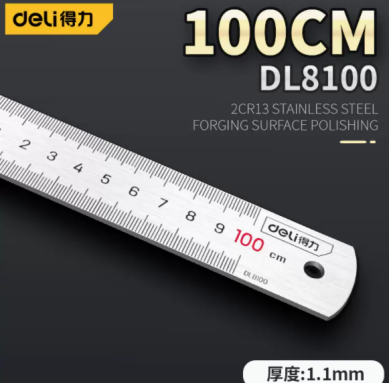 deli得力
100CM
DL8100
2CR13 STAINLESS STEEL
FORGING SURFACE POLISHING
2 3 4 5 6 7 8 9 100 cm
deli得力
DL8100
厚度:1.1mm